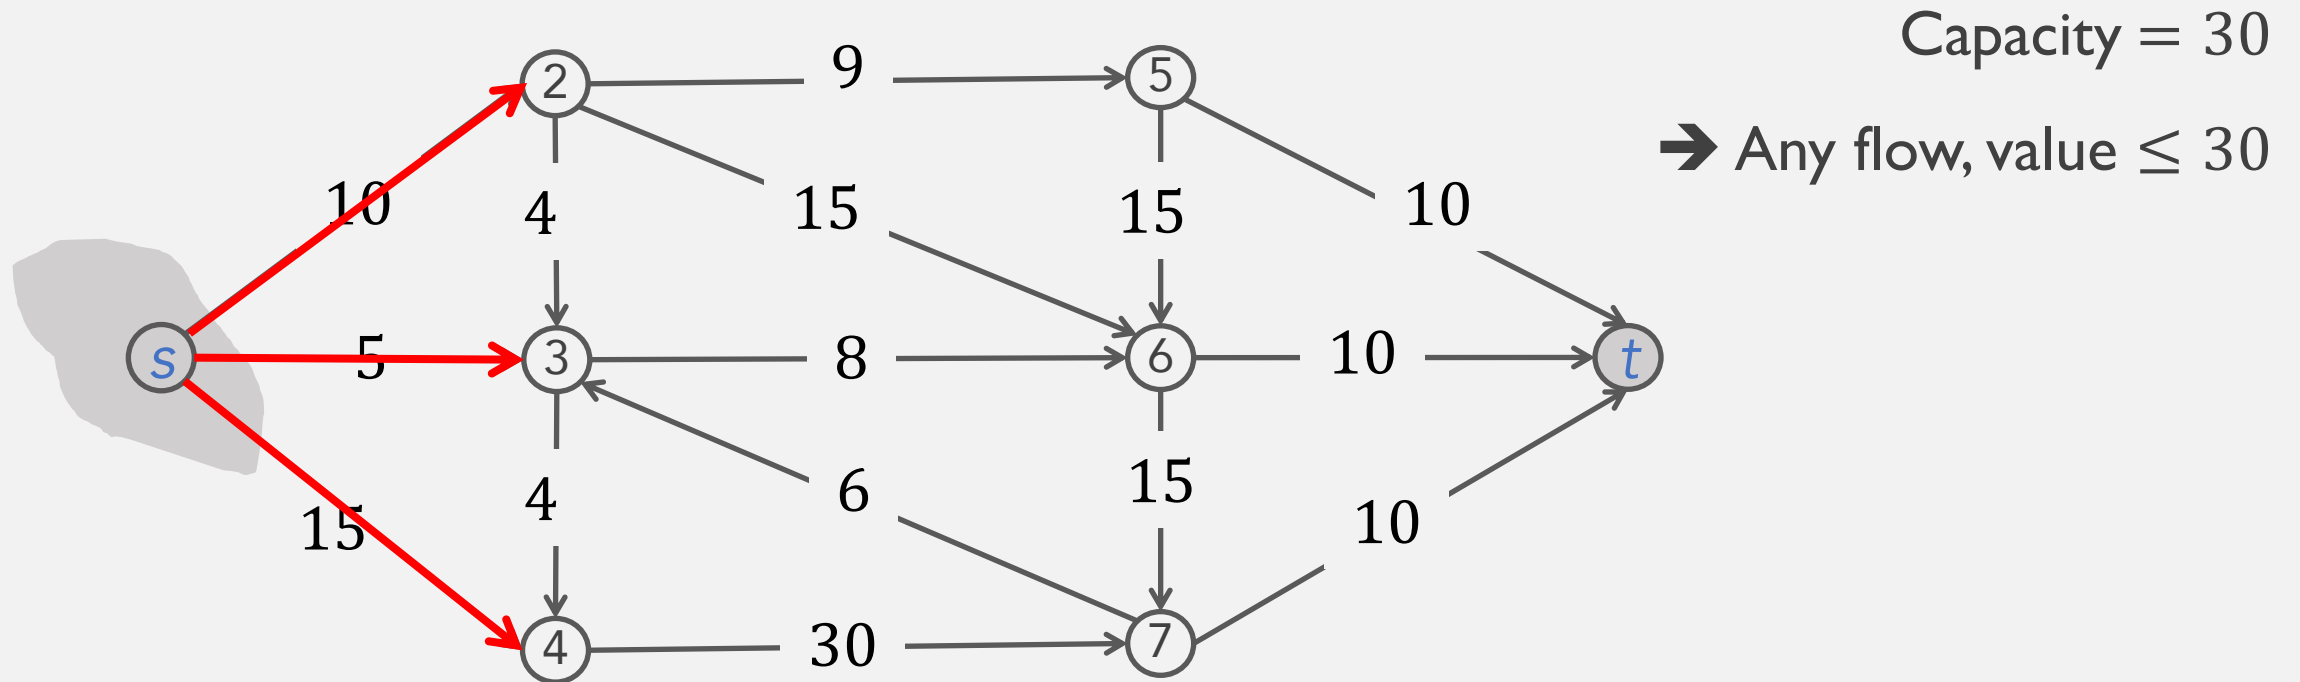 Capacity = 30
➔ Any flow, value ≤ 30
2 9 5
10 4 15 15 10
s 5 3 8 6 10 t
15 4 6 15 10
4 30 7